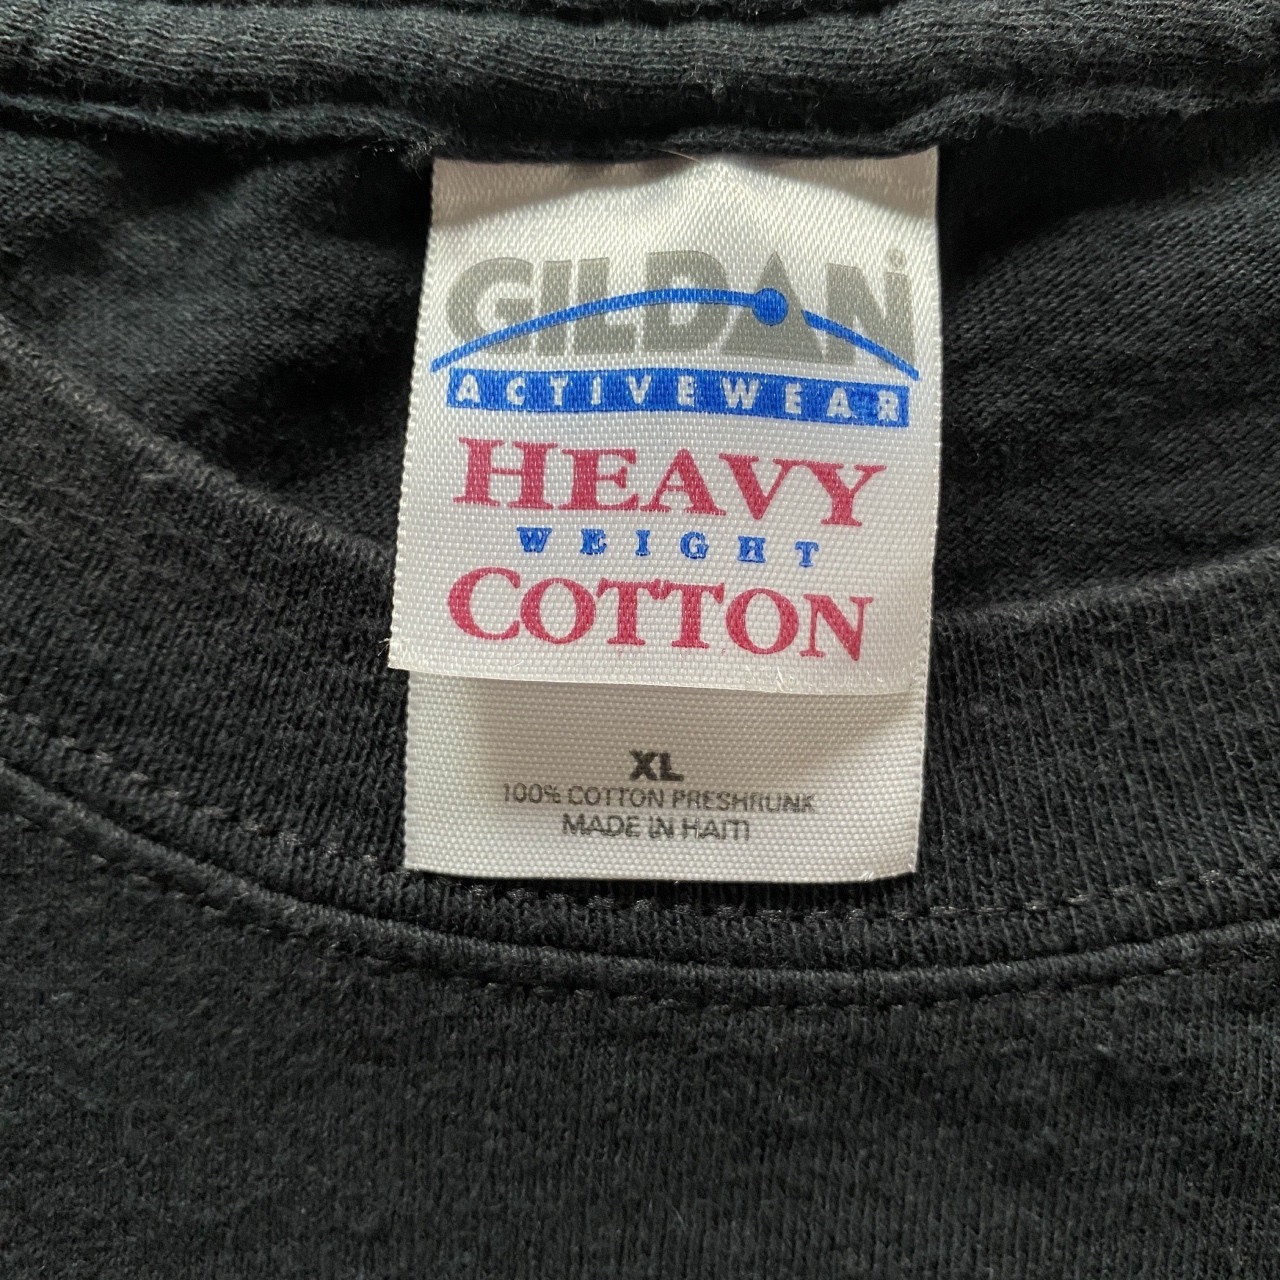 GILDAN
ACTIVEWEAR
HEAVY
WEIGHT
COTTON
XL
100% COTTON PRESHRUNK
MADE IN HAITI